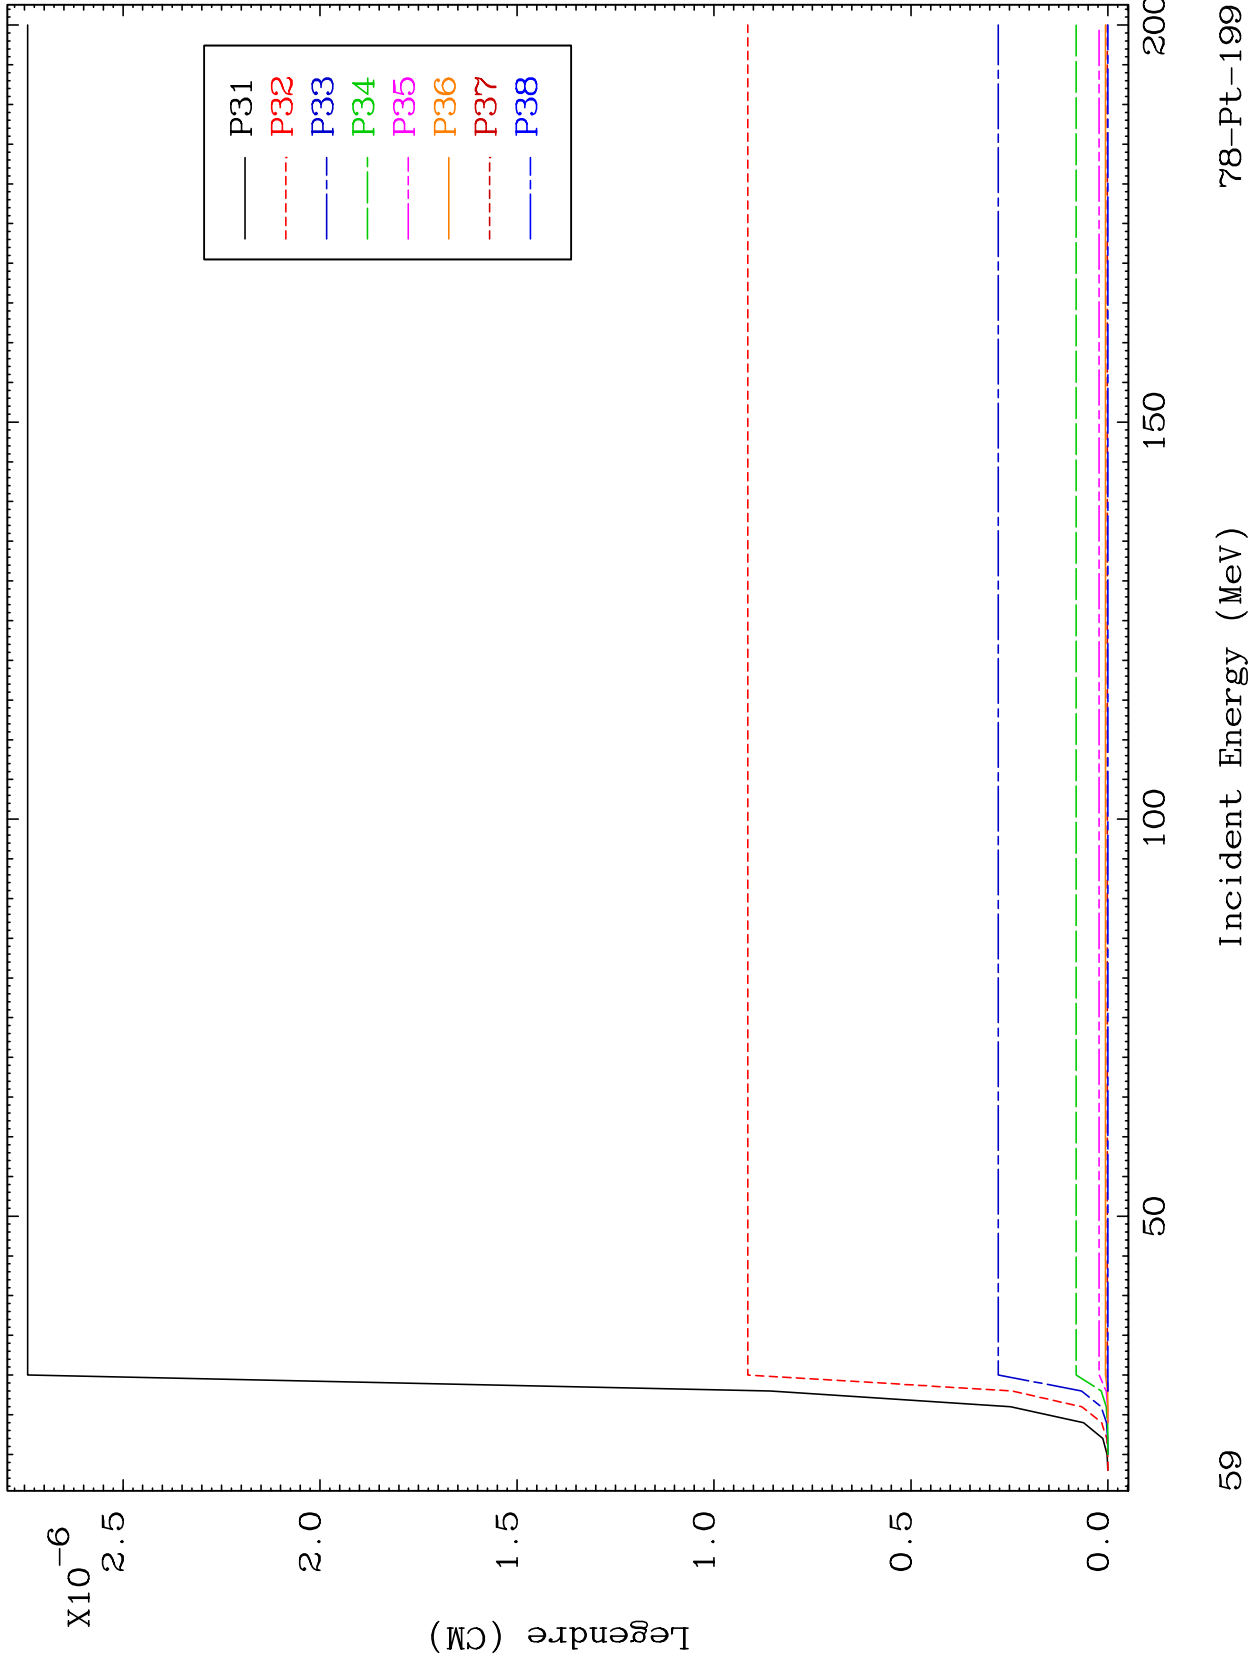 X10-6
2.5
2.0
1.5
1.0
0.5
0.0
Legendre (CM)
P31
P32
P33
P34
P35
P36
P37
P38
50
100
150
200
59
Incident Energy (MeV)
78-Pt-199